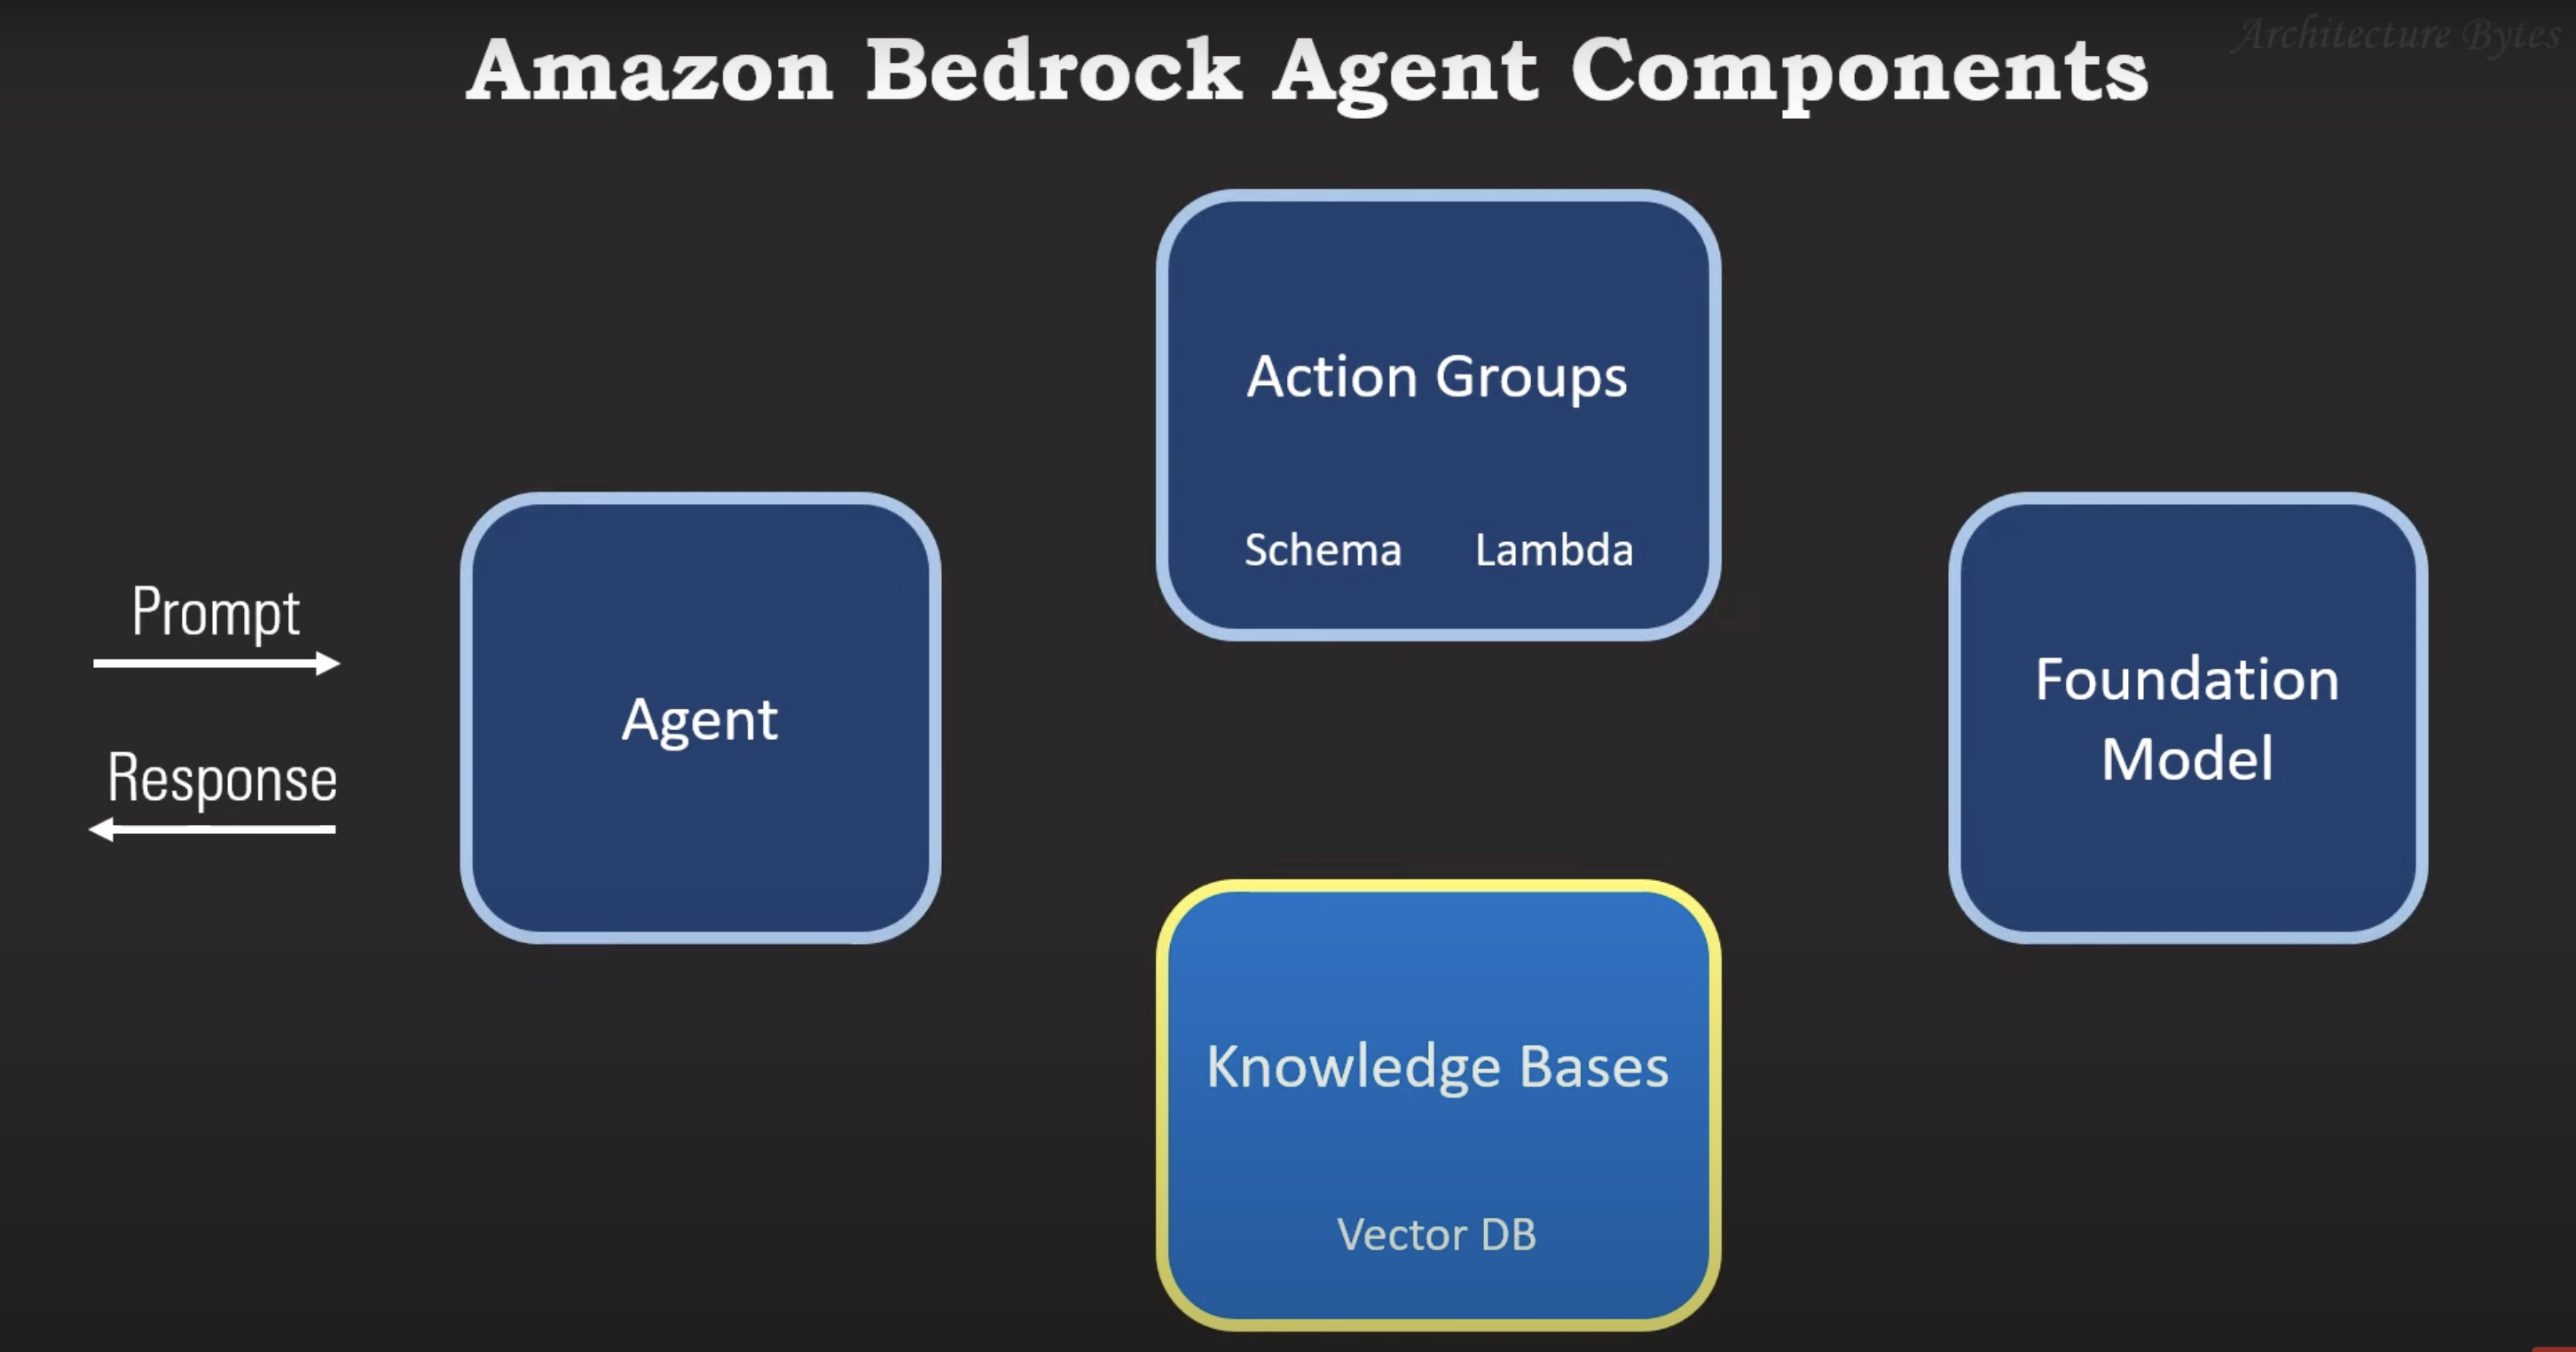 Architecture Bytes
Amazon Bedrock Agent Components
Action Groups
Schema Lambda
Prompt
Response
Agent
Foundation
Model
Knowledge Bases
Vector DB